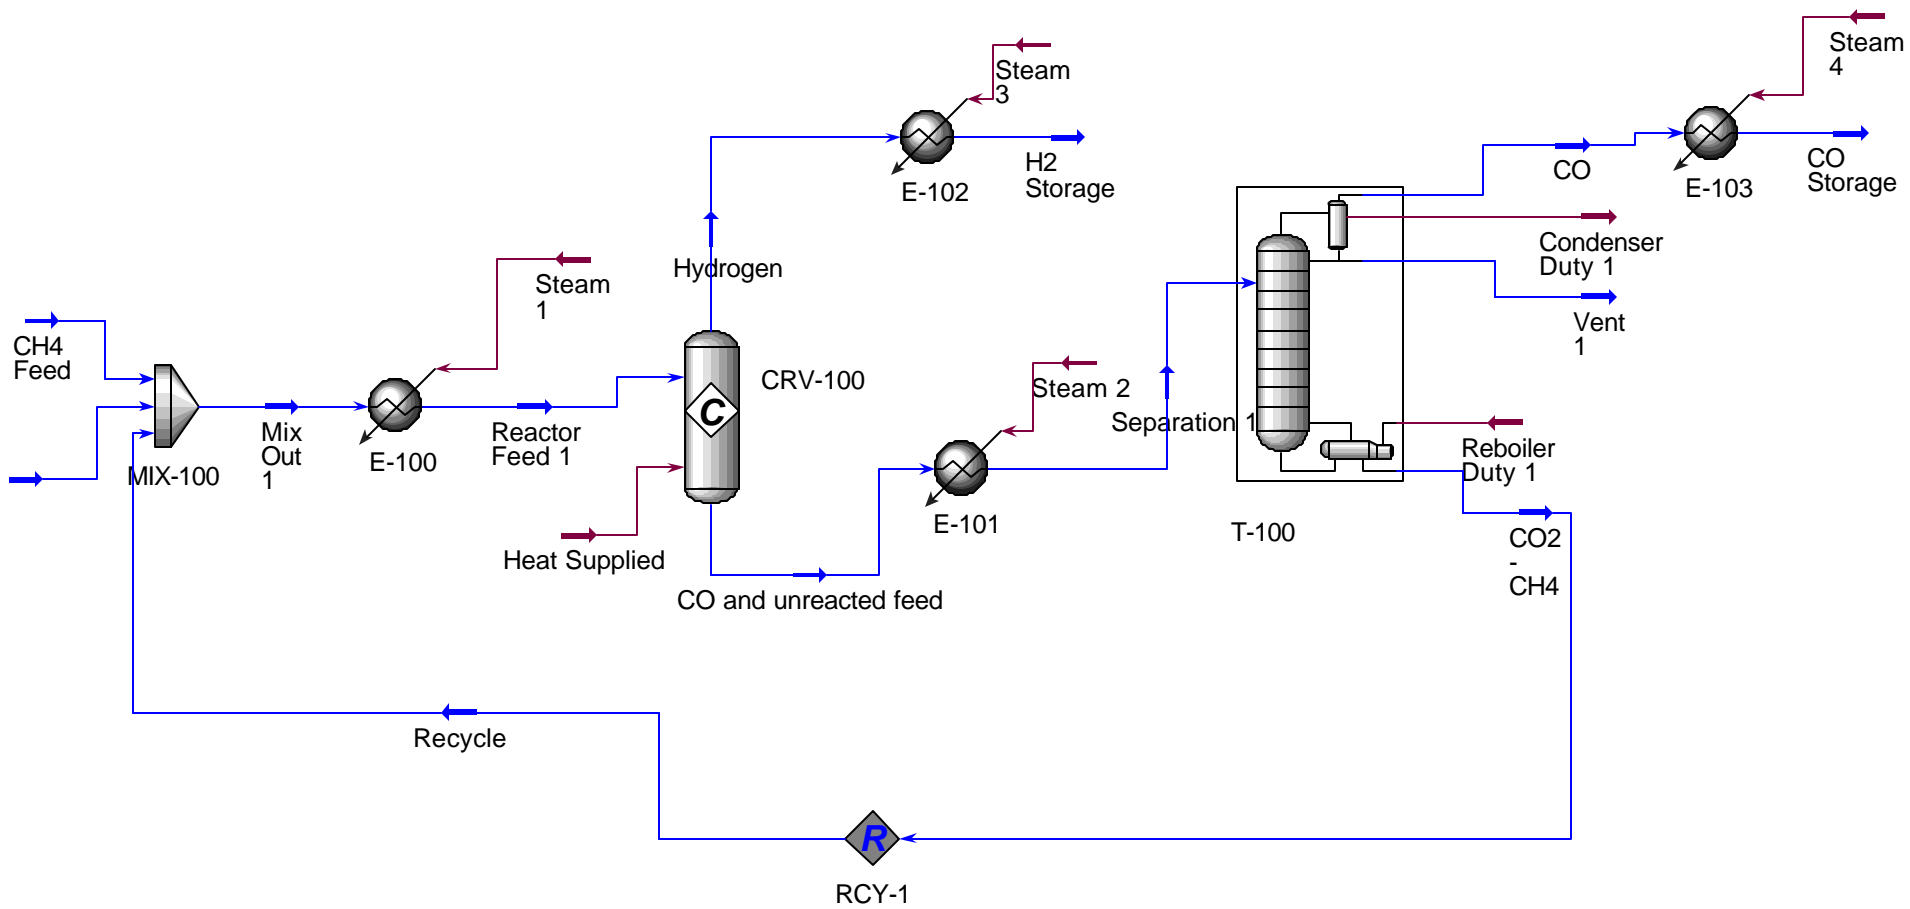 Steam
4
Steam
3
CO
CO
Storage
H2
Storage
E-102
E-103
Condenser
Duty 1
Hydrogen
Steam
1
Vent
1
CH4
Feed
CRV-100
Steam 2
C
Separation 1
Mix
Out
1
E-100
Reactor
Feed 1
MIX-100
Reboiler
Duty 1
E-101
T-100
CO2
-
CH4
Heat Supplied
CO and unreacted feed
Recycle
R
RCY-1